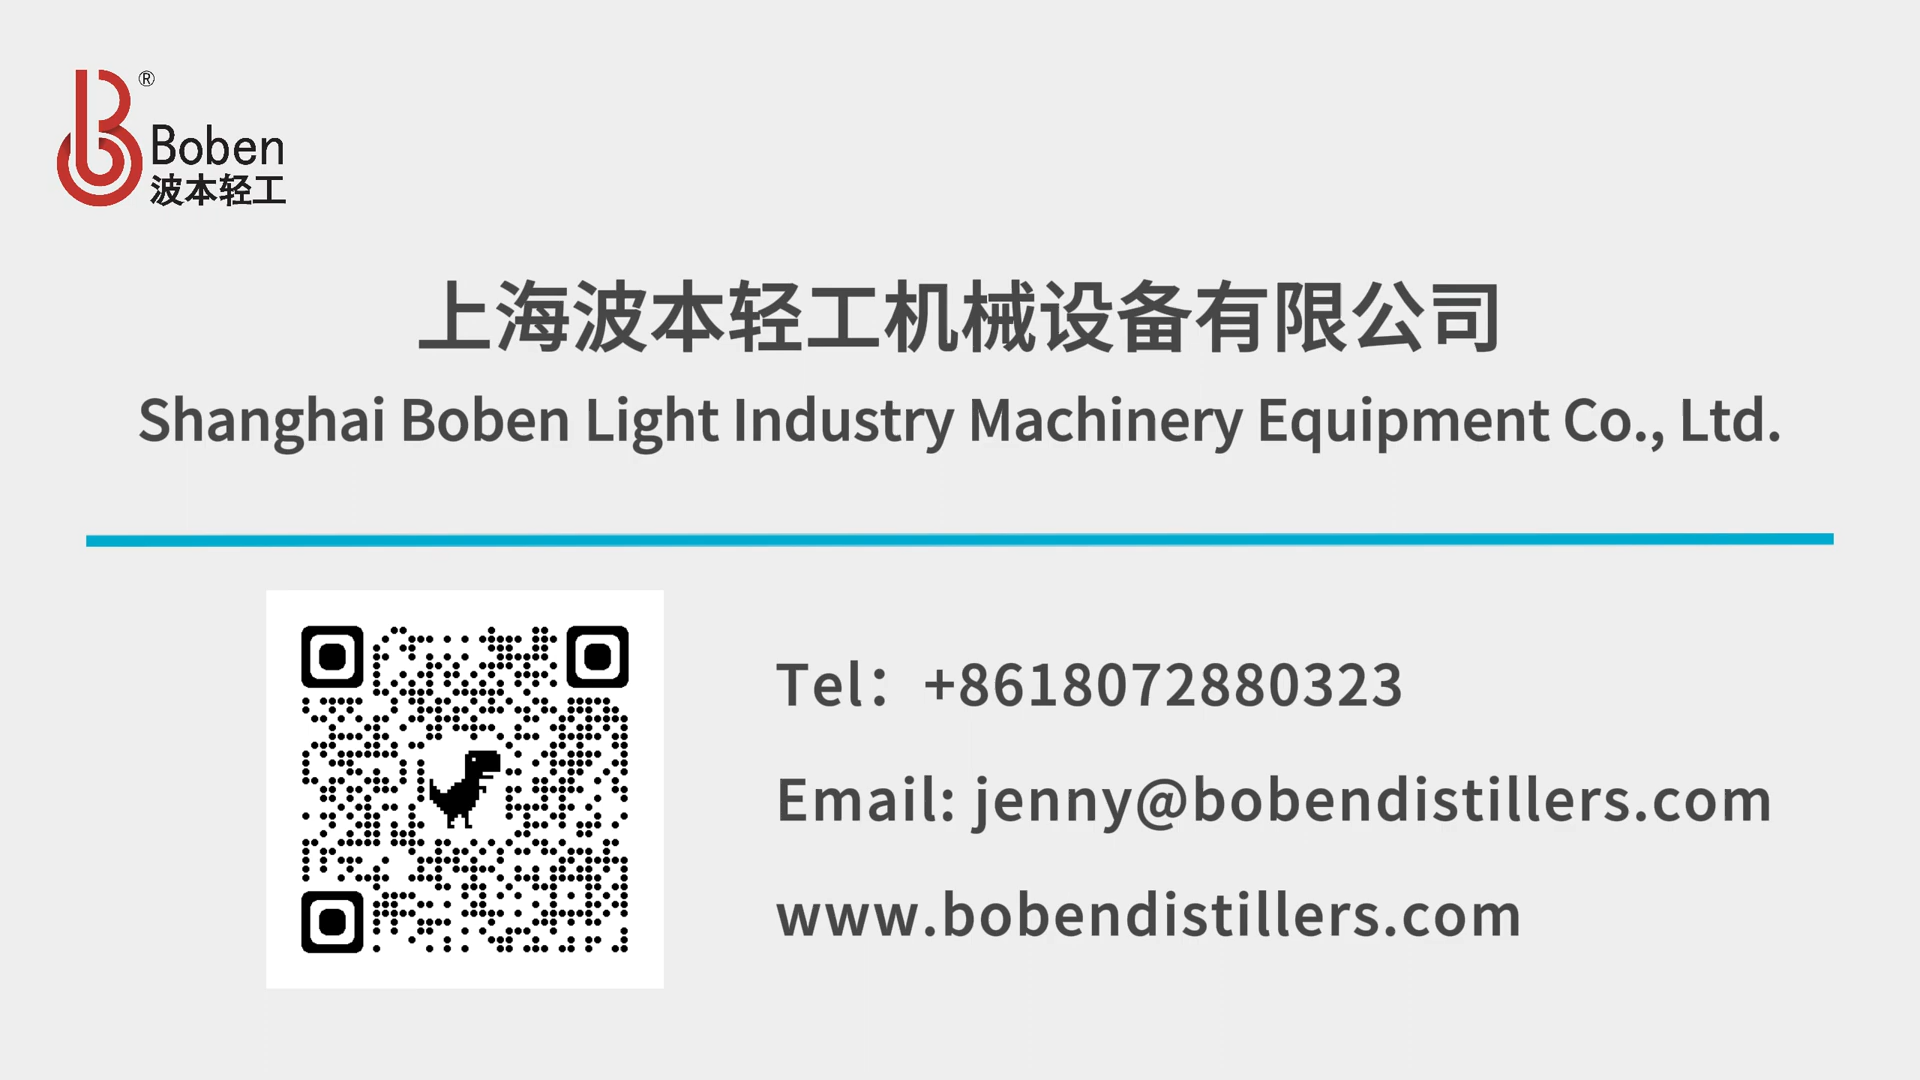 ®
Boben
波本轻工
上海波本轻工机械设备有限公司
Shanghai Boben Light Industry Machinery Equipment Co., Ltd.
Tel：+8618072880323
Email: jenny@bobendistillers.com
www.bobendistillers.com